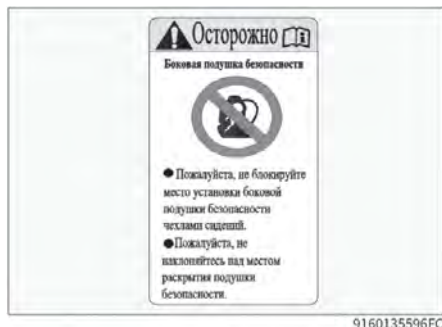 Осторожно
Боковая подушка безопасности
● Пожалуйста, не блокируйте
место установки боковой
подушки безопасности
чехлами сидений.
●Пожалуйста, не
наклоняйтесь над местом
раскрытия подушки
безопасности.
9160135596FC